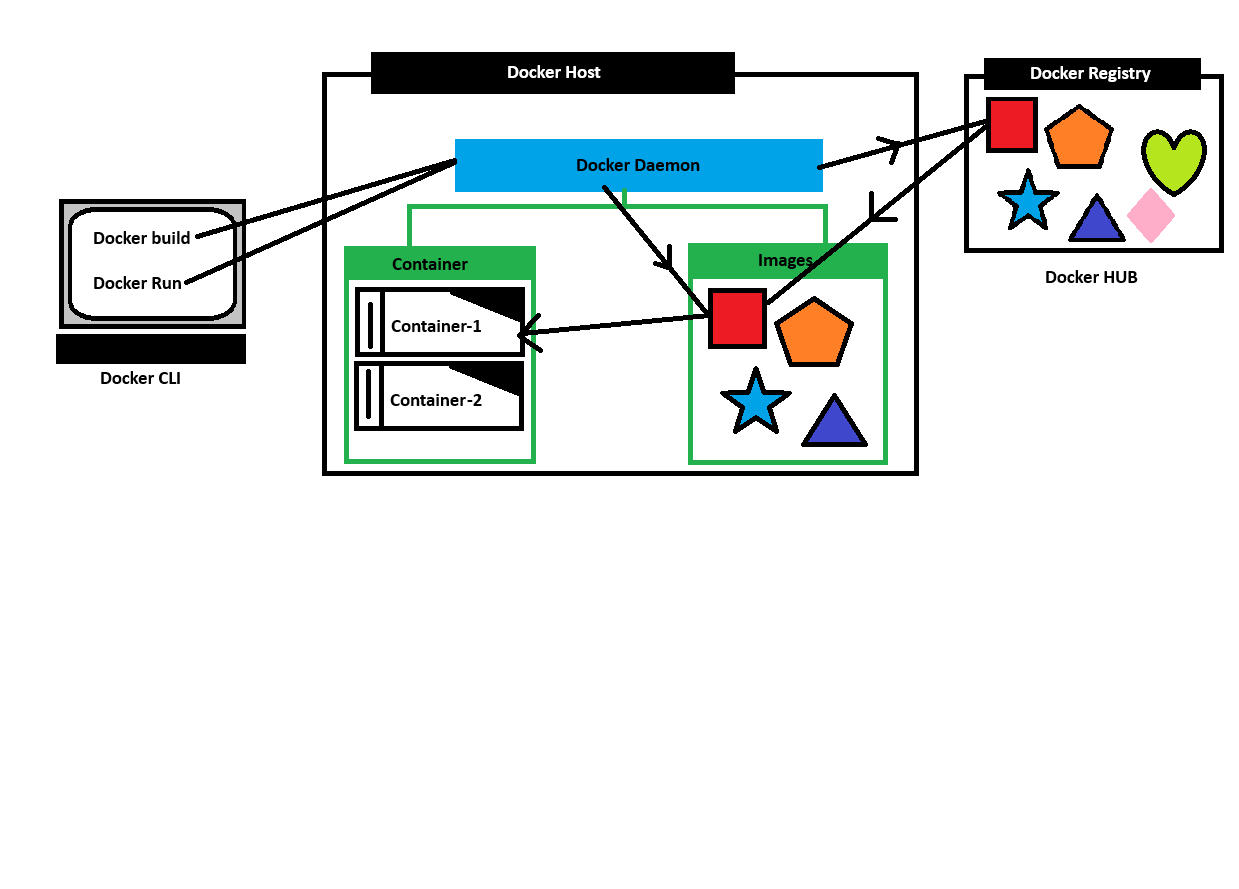 Docker Host
Docker Registry
Docker Daemon
Docker build
Docker Run
Docker CLI
Container
Container-1
Container-2
Images
Docker HUB